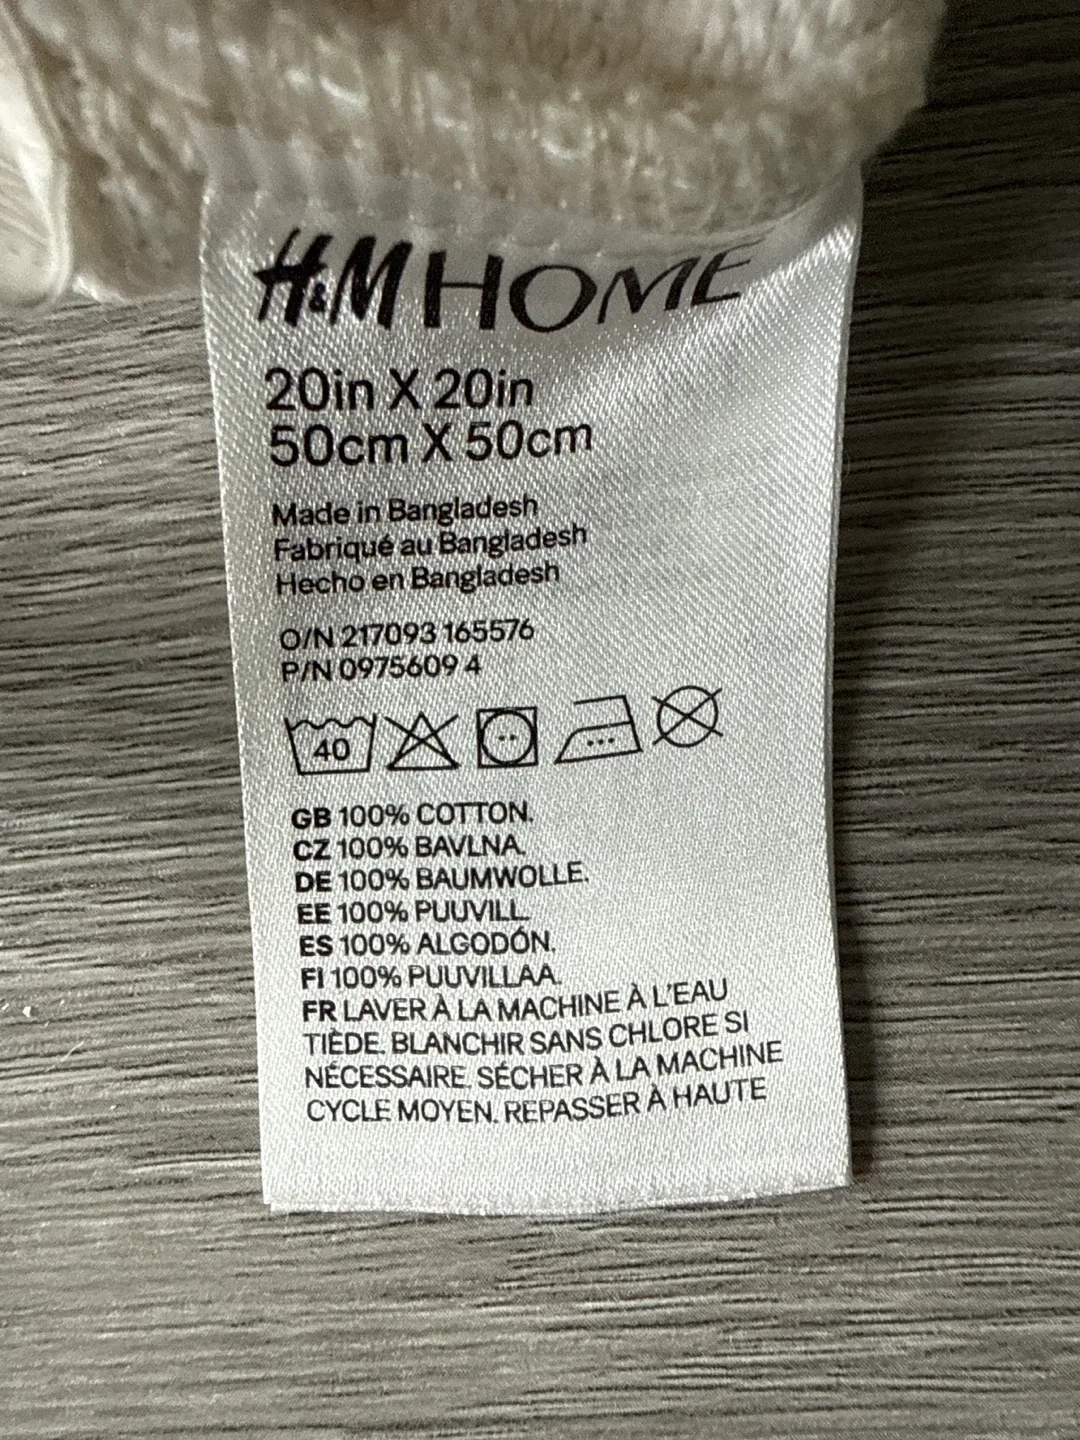 H&M HOME
20in X 20in
50cm X 50cm
Made in Bangladesh
Fabriqué au Bangladesh
Hecho en Bangladesh
O/N 217093 165576
P/N 0975609 4
40
GB 100% COTTON.
CZ 100% BAVLNA.
DE 100% BAUMWOLLE.
EE 100% PUUVILL.
ES 100% ALGODÓN.
FI 100% PUUVILLAA.
FR LAVER À LA MACHINE À L'EAU
TIÈDE. BLANCHIR SANS CHLORE SI
NÉCESSAIRE. SÉCHER À LA MACHINE
CYCLE MOYEN. REPASSER À HAUTE